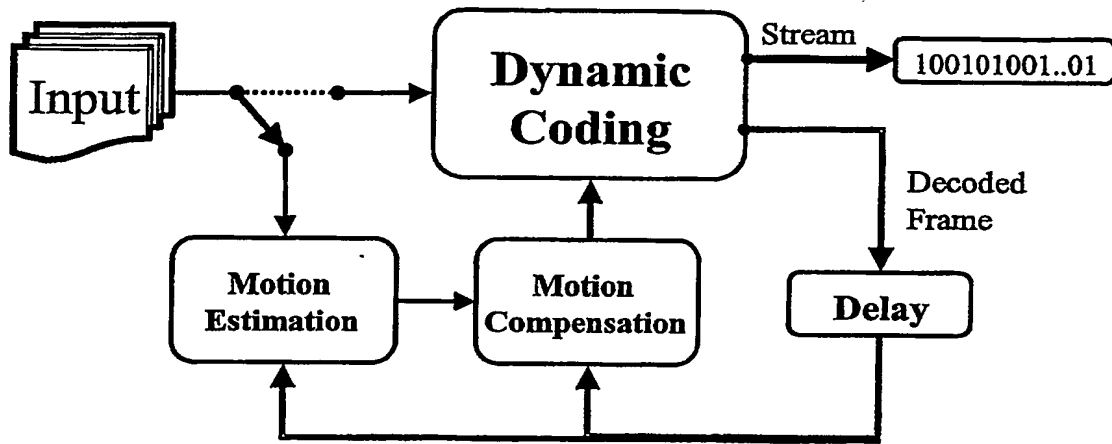 Input
Dynamic
Coding
Stream
100101001..01
Decoded
Frame
Motion
Estimation
Motion
Compensation
Delay